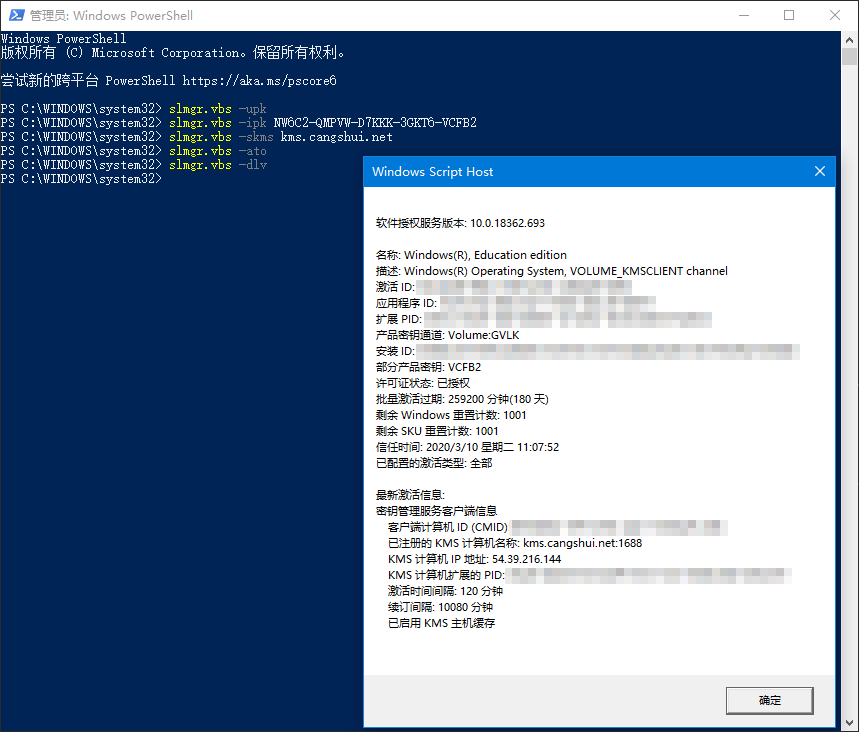 管理员: Windows PowerShell
Windows PowerShell
版权所有 (C) Microsoft Corporation。保留所有权利。
尝试新的跨平台 PowerShell https://aka.ms/pscore6
PS C:\WINDOWS\system32> slmgr.vbs -upk
PS C:\WINDOWS\system32> slmgr.vbs -ipk NW6C2-QMPVW-D7KKK-3GKT6-VCFB2
PS C:\WINDOWS\system32> slmgr.vbs -skms kms.cangshui.net
PS C:\WINDOWS\system32> slmgr.vbs -ato
PS C:\WINDOWS\system32> slmgr.vbs -dlv
PS C:\WINDOWS\system32>
Windows Script Host
软件授权服务版本: 10.0.18362.693
名称: Windows(R), Education edition
描述: Windows(R) Operating System, VOLUME_KMSCLIENT channel
激活 ID:
应用程序 ID:
扩展 PID:
产品密钥通道: Volume:GVLK
安装 ID:
部分产品密钥: VCFB2
许可证状态: 已授权
批量激活过期: 259200 分钟(180 天)
剩余 Windows 重置计数: 1001
剩余 SKU 重置计数: 1001
信任时间: 2020/3/10 星期二 11:07:52
已配置的激活类型: 全部
最新激活信息:
密钥管理服务客户端信息
客户端计算机 ID (CMID)
已注册的 KMS 计算机名称: kms.cangshui.net:1688
KMS 计算机 IP 地址: 54.39.216.144
KMS 计算机扩展的 PID:
激活时间间隔: 120 分钟
续订间隔: 10080 分钟
已启用 KMS 主机缓存
确定